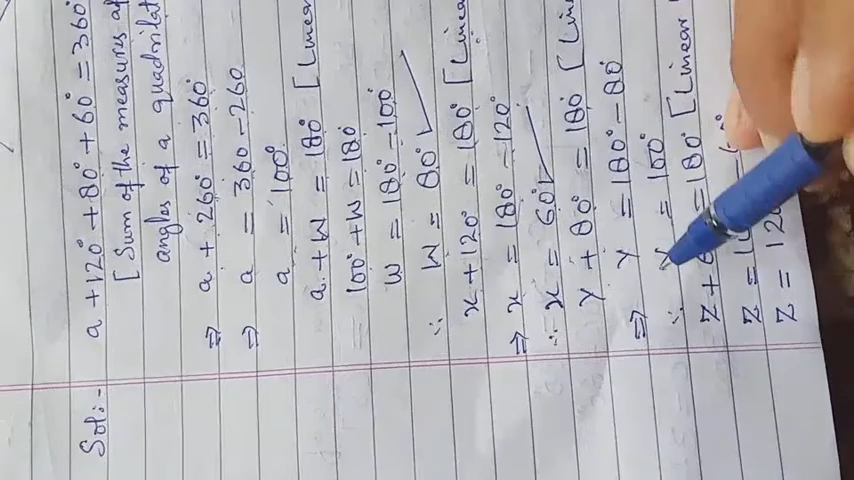 Sol:- a + 120° + 80° + 60° = 360°
[Sum of the measures of
angles of a quadrilat
⇒ a + 260° = 360°
⇒ a = 360 - 260
a = 100°
a + W = 180° [Linear
100° + W = 180
W = 180° - 100°
∴ W = 80°
x + 120° = 180° [Linea
⇒ x = 180° - 120°
∴ x = 60°
Y + 80° = 180° [Lin
⇒ Y = 180° - 80°
∴ Y = 100°
Z + 6 = 180° [Linear
Z = 1
Z = 12